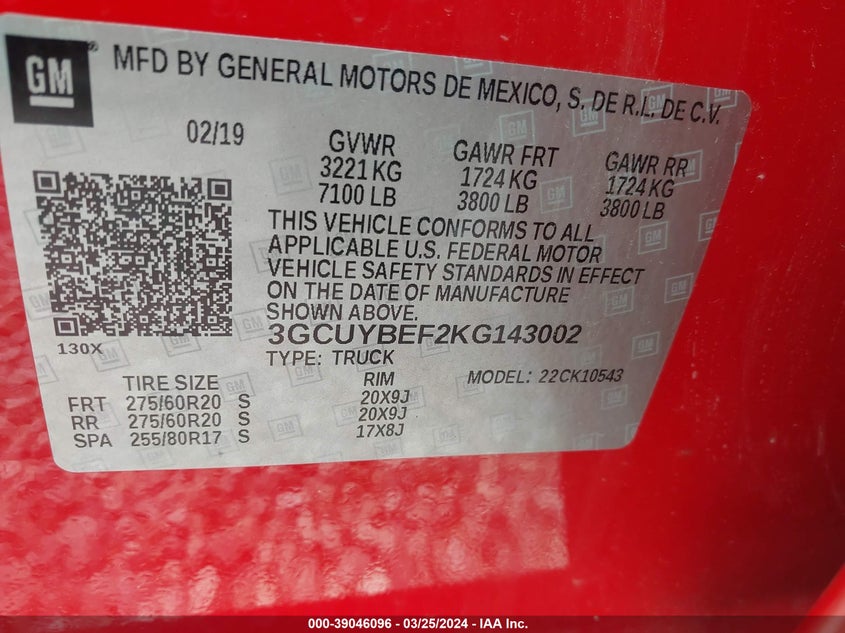 GM
MFD BY GENERAL MOTORS DE MEXICO, S. DE R.L. DE C.V.
02/19
GVWR
3221 KG
7100 LB
GAWR FRT
1724 KG
3800 LB
GAWR RR
1724 KG
3800 LB
THIS VEHICLE CONFORMS TO ALL
APPLICABLE U.S. FEDERAL MOTOR
VEHICLE SAFETY STANDARDS IN EFFECT
ON THE DATE OF MANUFACTURE
SHOWN ABOVE.
3GCUYBEF2KG143002
130X
TYPE: TRUCK
MODEL: 22CK10543
TIRE SIZE RIM
FRT 275/60R20 S 20X9J
RR 275/60R20 S 20X9J
SPA 255/80R17 S 17X8J
000-39046096 - 03/25/2024 - IAA Inc.